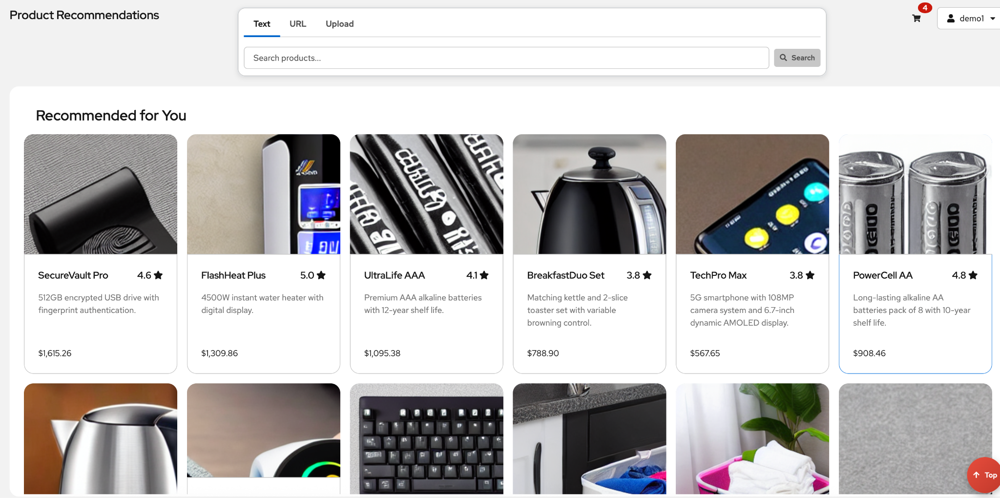 Product Recommendations
Text
URL
Upload
4
demo1
Search products...
Search
Recommended for You
SecureVault Pro 4.6
512GB encrypted USB drive with
fingerprint authentication.
$1,615.26
FlashHeat Plus 5.0
4500W instant water heater with
digital display.
$1,309.86
UltraLife AAA 4.1
Premium AAA alkaline batteries
with 12-year shelf life.
$1,095.38
BreakfastDuo Set 3.8
Matching kettle and 2-slice
toaster set with variable
browning control.
$788.90
TechPro Max 3.8
5G smartphone with 108MP
camera system and 6.7-inch
dynamic AMOLED display.
$567.65
PowerCell AA 4.8
Long-lasting alkaline AA
batteries pack of 8 with 10-year
shelf life.
$908.46
Top